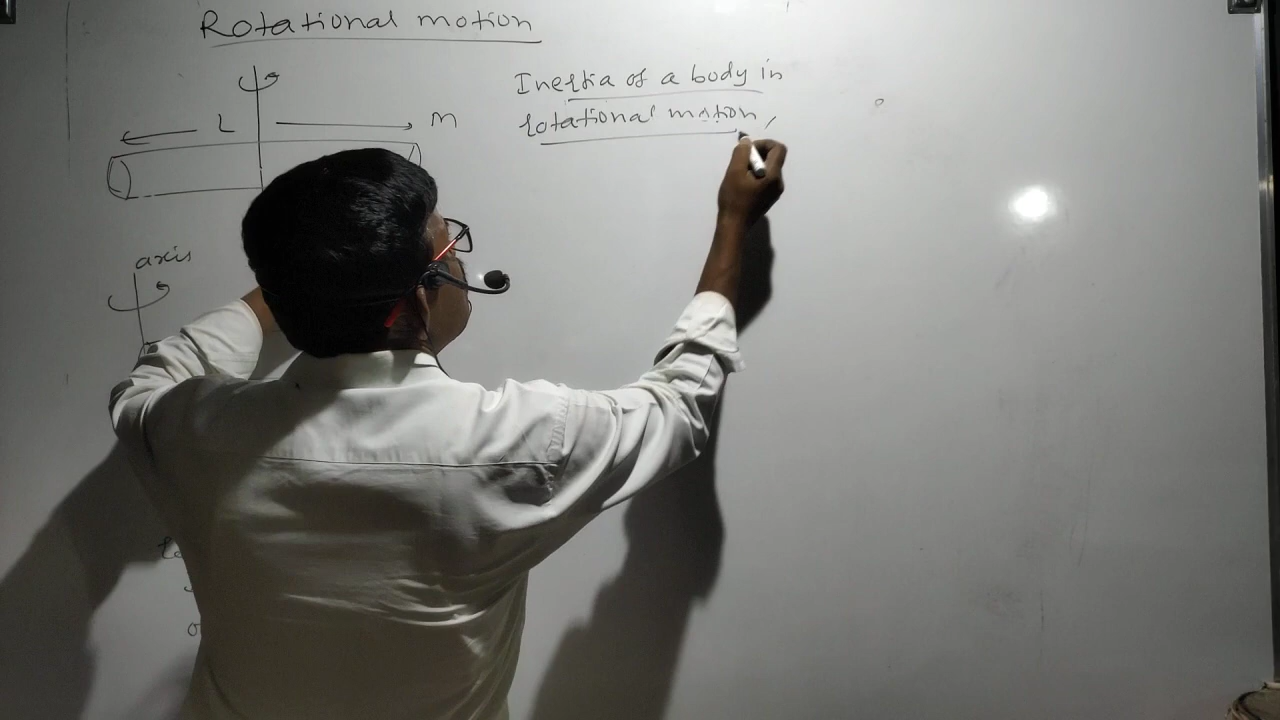 Rotational motion
Inertia of a body in
rotational motion,
L
M
axis